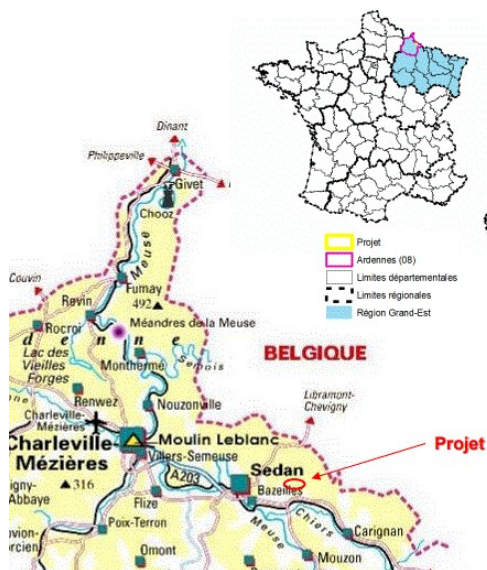 Dinant
Philippeville
Givet
Chooz
Meuse
Couvin
Fumay
492
Revin
Rocroi
Méandres de la Meuse
d e n n e
Lac des
Vieilles
Forges
Monthermé
Semois
BELGIQUE
Renwez
Nouzonville
Libramont-
Chevigny
Charleville-
Mézières
Charleville-
Mézières
Moulin Leblanc
Villers-Semeuse
Projet
igny-
Abbaye
316
A203
Sedan
Bazeilles
Flize
Poix-Terron
Meuse
Chiers
Carignan
Omont
Mouzon
Projet
Ardennes (08)
Limites départementales
Limites régionales
Région Grand-Est